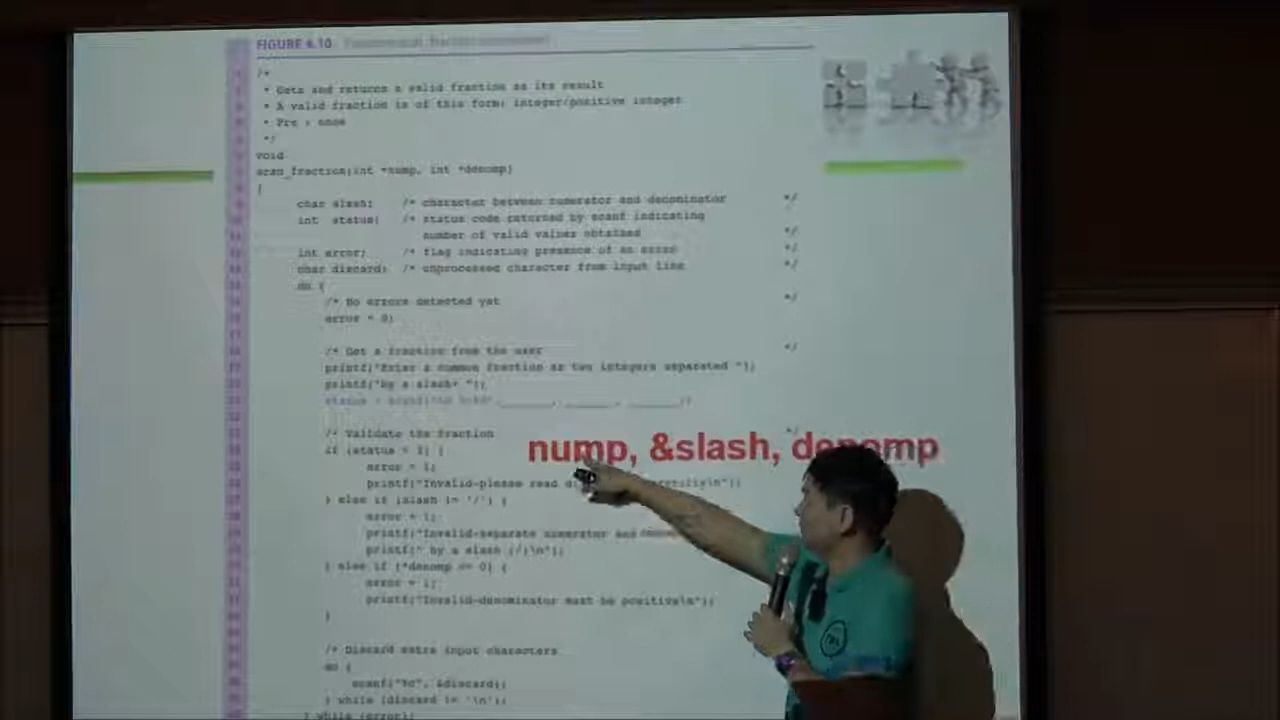 FIGURE 6.10
/*
* Gets and returns a valid fraction as its result
* A valid fraction is of this form: integer/positive integer
* Pre : none
*/
void
scan_fraction(int *nump, int *denomp)
{
char slash; /* character between numerator and denominator */
int status; /* status code returned by scanf indicating
number of valid values obtained */
int error; /* flag indicating presence of an error */
char discard; /* unprocessed character from input line */
do {
/* No errors detected yet */
error = 0;
/* Get a fraction from the user */
printf("Enter a common fraction as two integers separated ");
printf("by a slash> ");
status = scanf(
/* Validate the fraction */
nump, &slash, denomp
if (status < 3) {
error = 1;
printf("Invalid-please read
} else if (slash != '/') {
error = 1;
printf("Invalid-separate numerator and
printf(" by a slash (/)\n");
} else if (*denomp <= 0) {
error = 1;
printf("Invalid-denominator must be positive\n");
}
/* Discard extra input characters
do {
scanf("%c", &discard);
} while (discard != '\n');
} while (error);